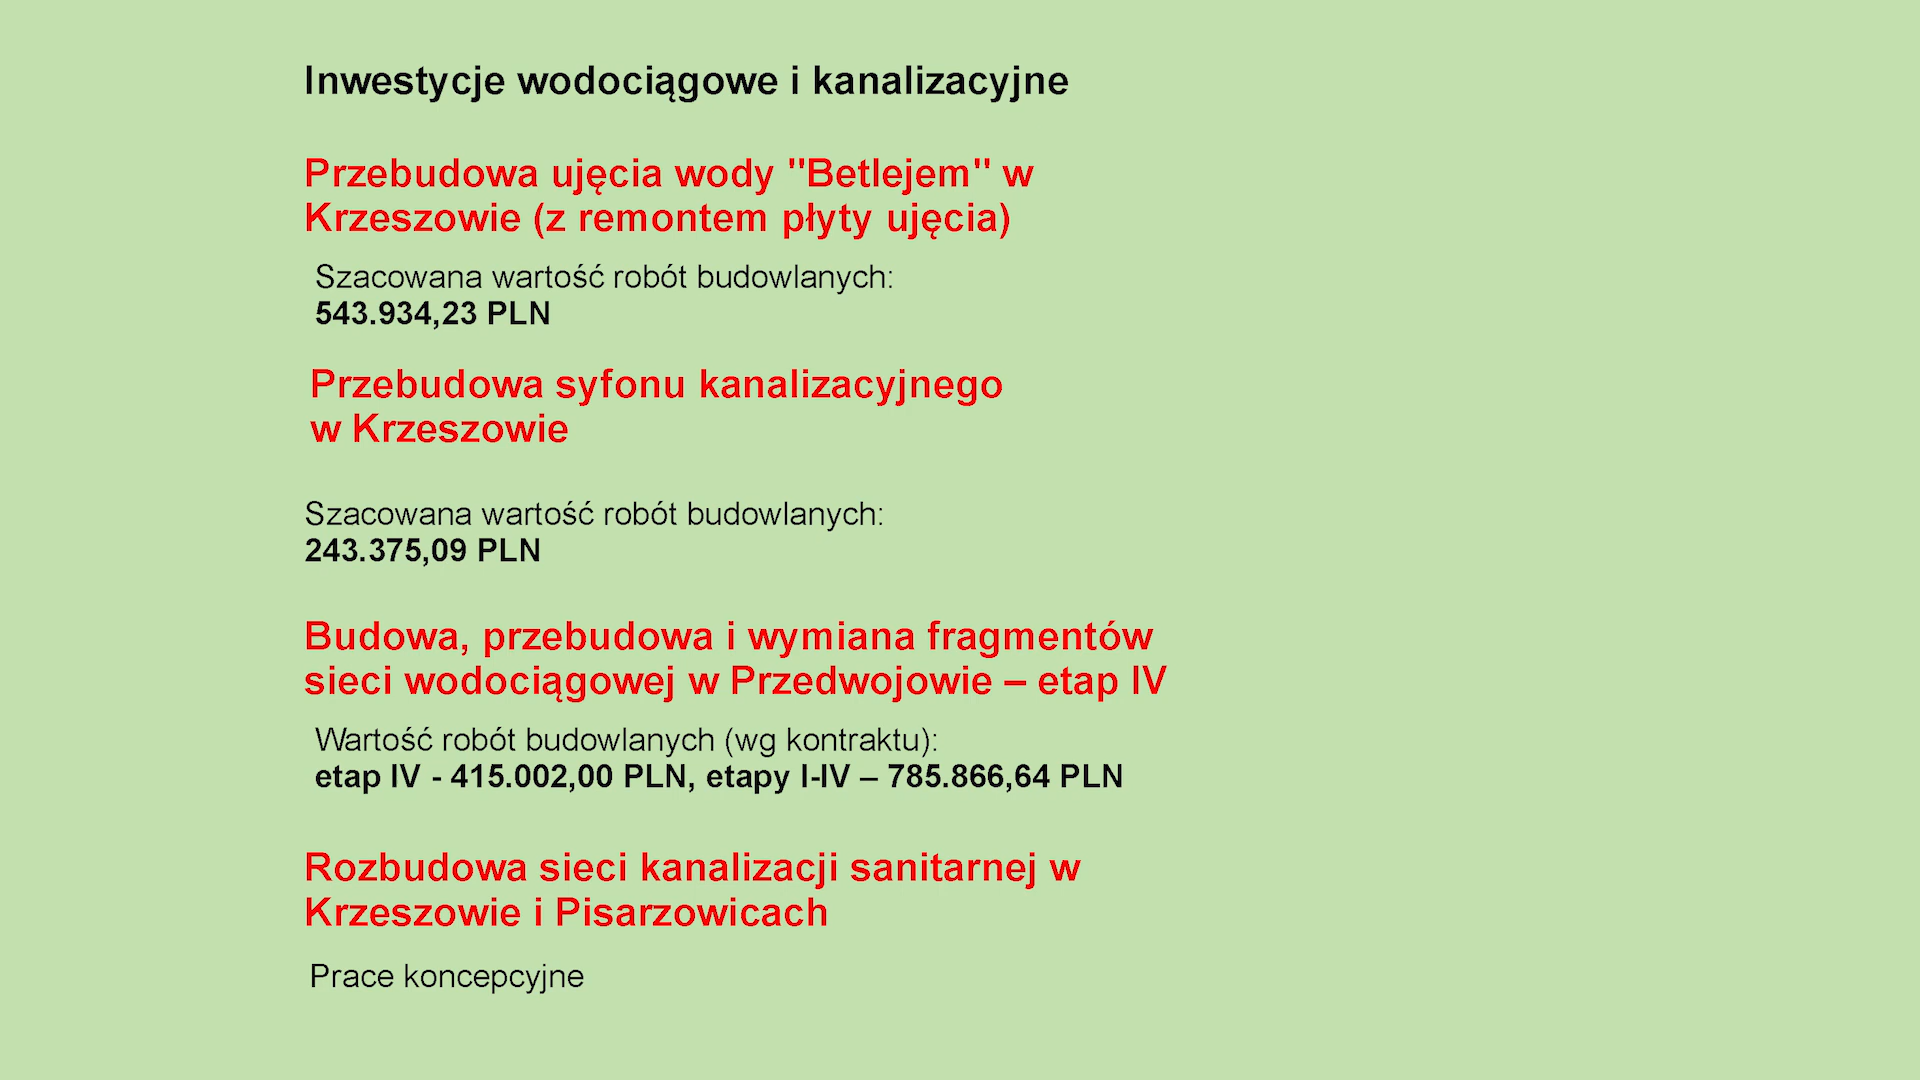 Inwestycje wodociągowe i kanalizacyjne
Przebudowa ujęcia wody "Betlejem" w
Krzeszowie (z remontem płyty ujęcia)
Szacowana wartość robót budowlanych:
543.934,23 PLN
Przebudowa syfonu kanalizacyjnego
w Krzeszowie
Szacowana wartość robót budowlanych:
243.375,09 PLN
Budowa, przebudowa i wymiana fragmentów
sieci wodociągowej w Przedwojowie – etap IV
Wartość robót budowlanych (wg kontraktu):
etap IV - 415.002,00 PLN, etapy I-IV – 785.866,64 PLN
Rozbudowa sieci kanalizacji sanitarnej w
Krzeszowie i Pisarzowicach
Prace koncepcyjne